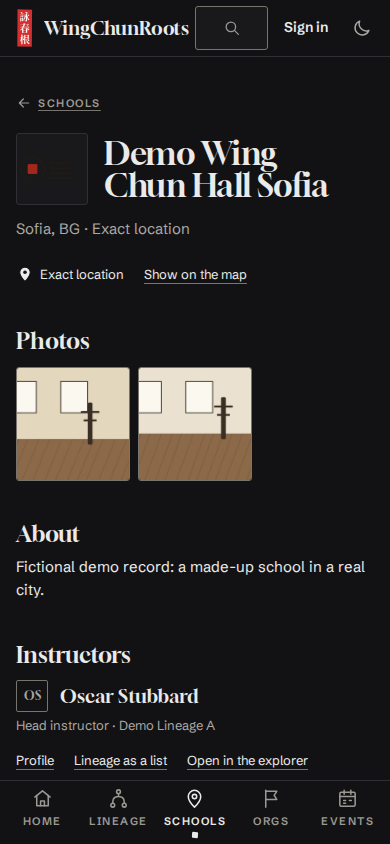 詠春根
WingChunRoots
Sign in
SCHOOLS
Demo Wing
Chun Hall Sofia
Sofia, BG · Exact location
Exact location
Show on the map
Photos
About
Fictional demo record: a made-up school in a real
city.
Instructors
OS
Oscar Stubbard
Head instructor · Demo Lineage A
Profile
Lineage as a list
Open in the explorer
HOME
LINEAGE
SCHOOLS
ORGS
EVENTS